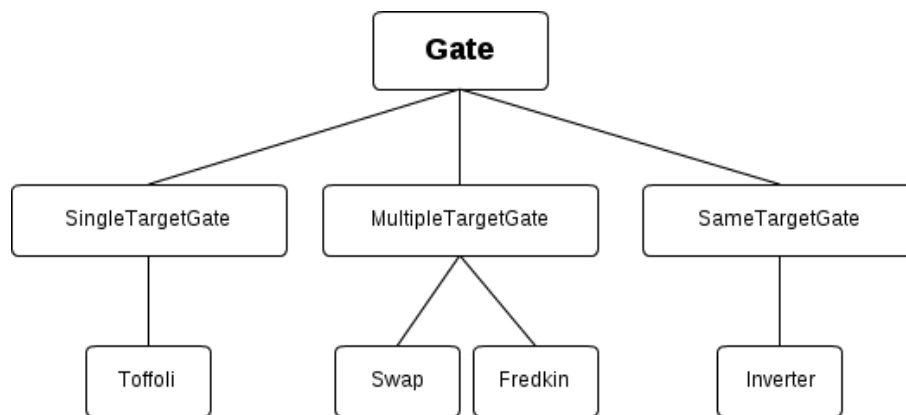 Gate
SingleTargetGate
MultipleTargetGate
SameTargetGate
Toffoli
Swap
Fredkin
Inverter